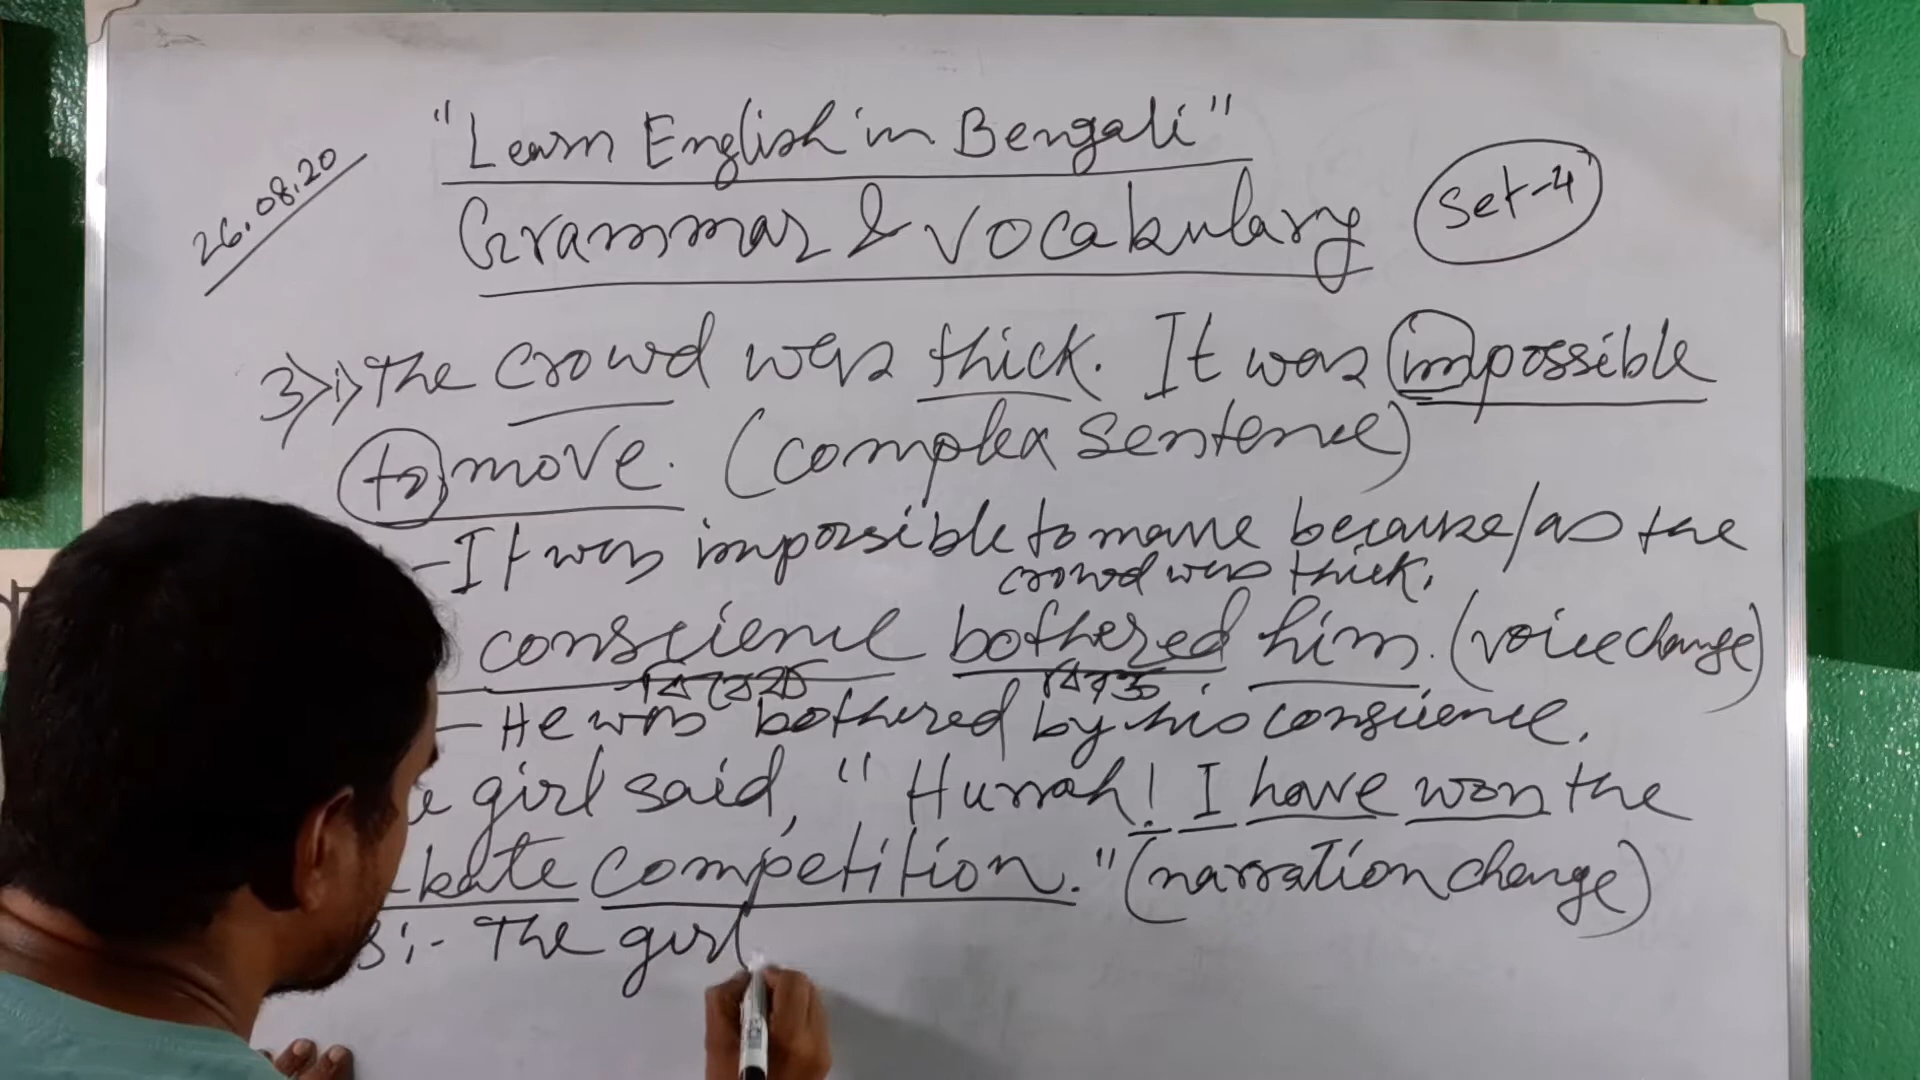 "Learn English in Bengali"
26.08.20
Grammar & Vocabulary
Set-4
3> i> The crowd was thick. It was impossible
to move. (complex sentence)
- It was impossible to move because/as the
crowd was thick.
conscience bothered him. (voice change)
বিবেক
- He was bothered by his conscience.
girl said, "Hurrah! I have won the
bate competition." (narration change)
:- The girl